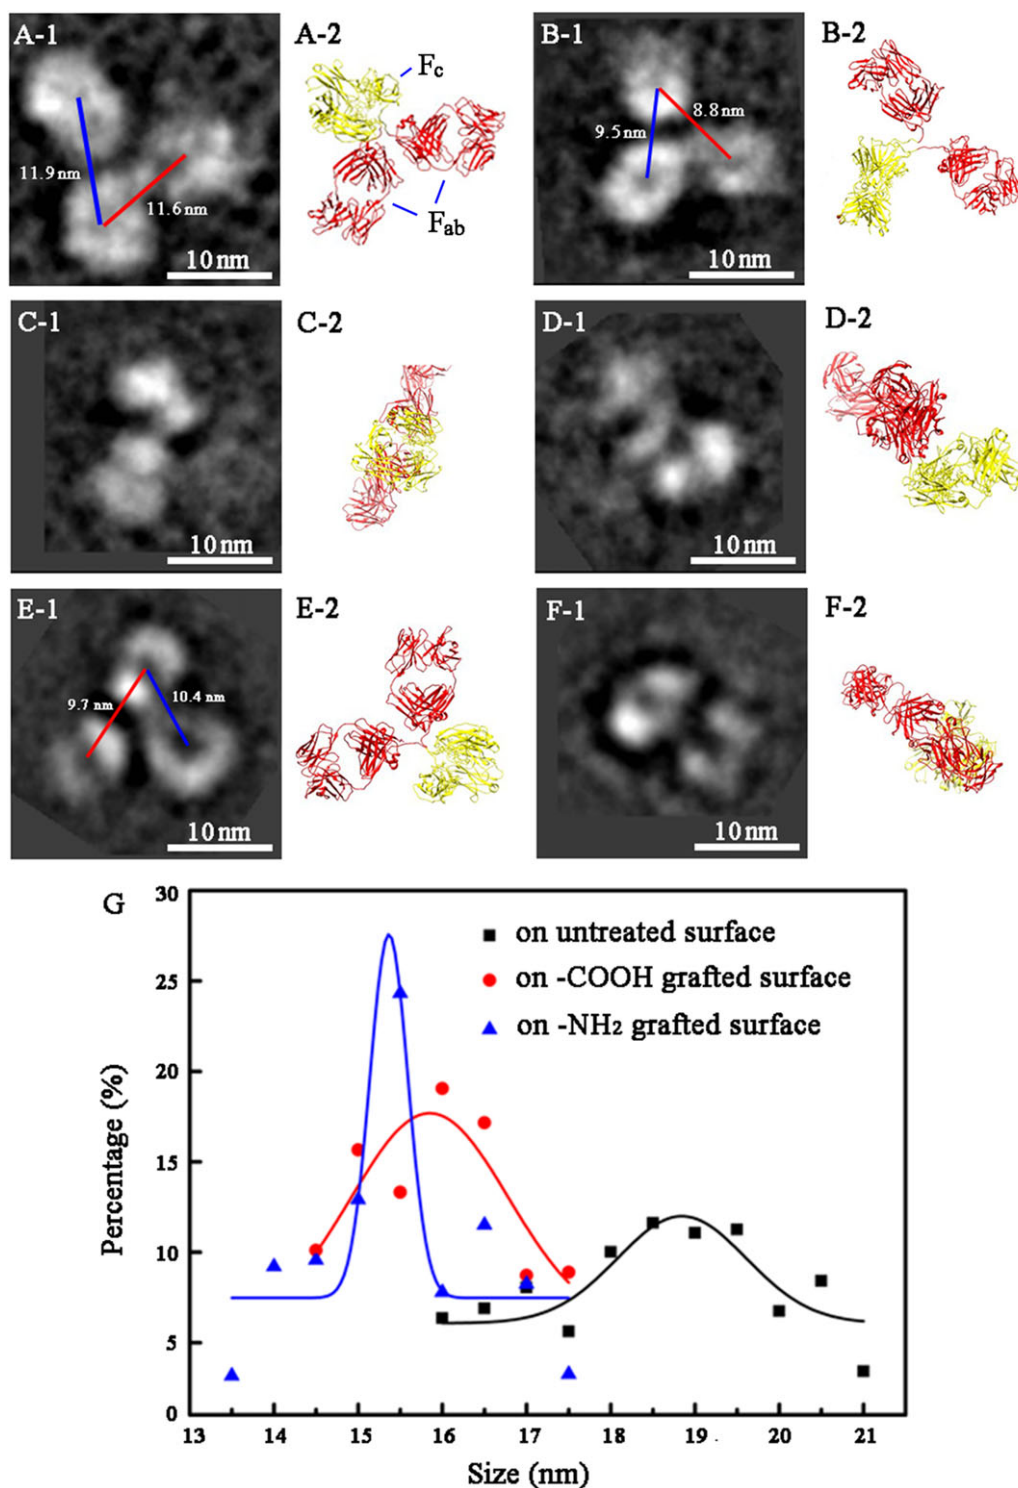 A-1
A-2
Fc
11.9 nm
11.6 nm
Fab
10 nm
B-1
B-2
9.5 nm
8.8 nm
10 nm
C-1
C-2
10 nm
D-1
D-2
10 nm
E-1
E-2
9.7 nm
10.4 nm
10 nm
F-1
F-2
10 nm
G
30
25
20
15
10
5
0
Percentage (%)
on untreated surface
on -COOH grafted surface
on -NH2 grafted surface
13 14 15 16 17 18 19 20 21
Size (nm)